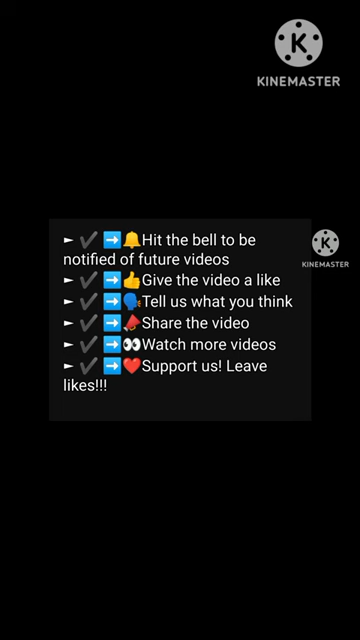 KINEMASTER
► ✔️ ➡️🔔Hit the bell to be
notified of future videos
► ✔️ ➡️👍Give the video a like
► ✔️ ➡️🗣️Tell us what you think
► ✔️ ➡️📣Share the video
► ✔️ ➡️👀Watch more videos
► ✔️ ➡️❤️Support us! Leave
likes!!!
KINEMASTER